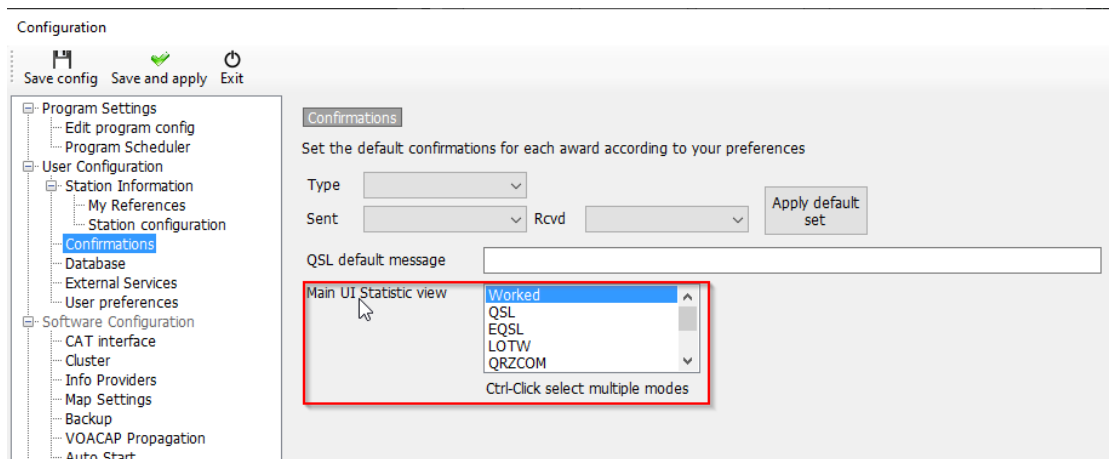 Configuration
Save config Save and apply Exit
Program Settings
Edit program config
Program Scheduler
User Configuration
Station Information
My References
Station configuration
Confirmations
Database
External Services
User preferences
Software Configuration
CAT interface
Cluster
Info Providers
Map Settings
Backup
VOACAP Propagation
Auto Start
Confirmations
Set the default confirmations for each award according to your preferences
Type
Sent
Rcvd
Apply default
set
QSL default message
Main UI Statistic view
Worked
QSL
EQSL
LOTW
QRZCOM
Ctrl-Click select multiple modes